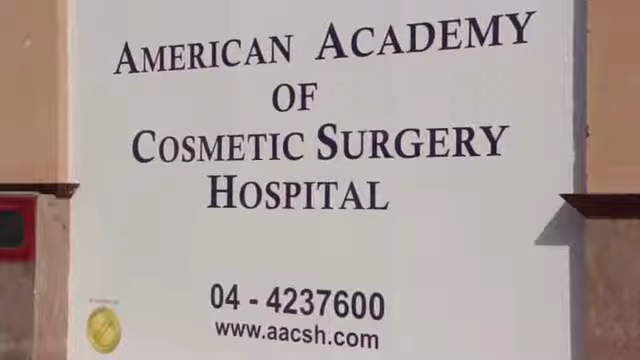 AMERICAN ACADEMY
OF
COSMETIC SURGERY
HOSPITAL
04 - 4237600
www.aacsh.com